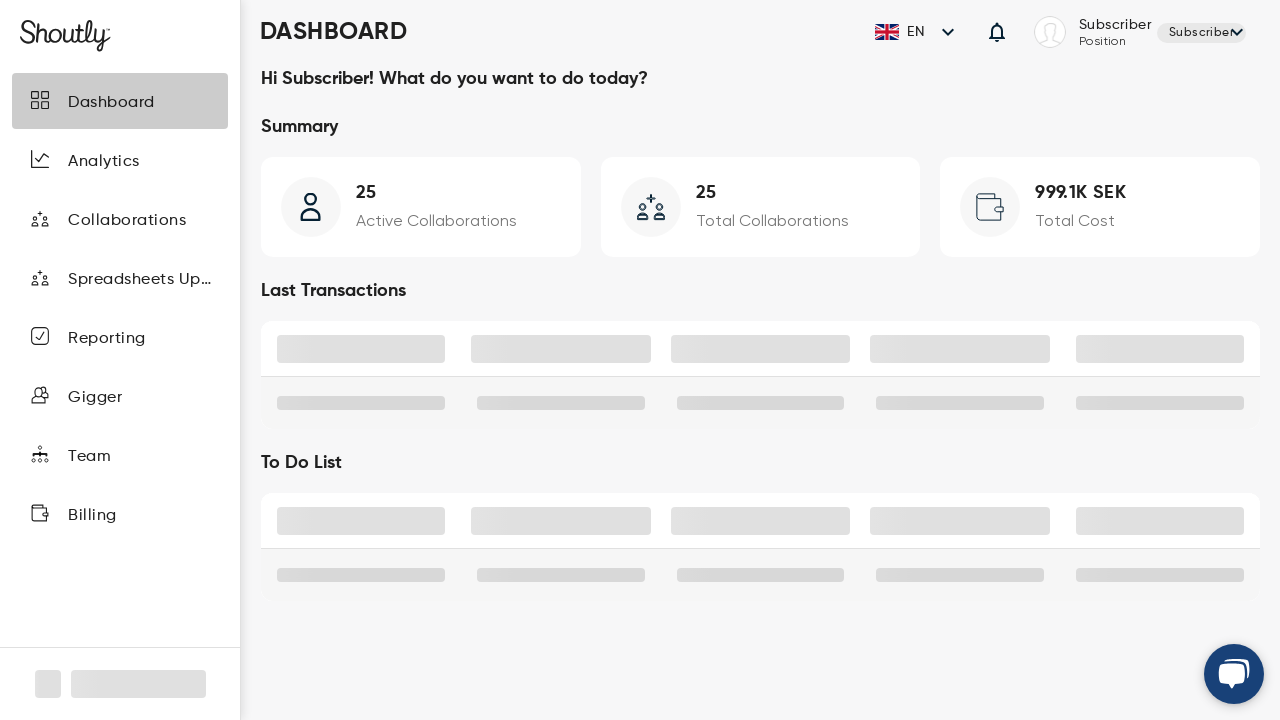 Shoutly
DASHBOARD
EN
Subscriber
Position
Subscriber
Hi Subscriber! What do you want to do today?
Dashboard
Analytics
Collaborations
Spreadsheets Up...
Reporting
Gigger
Team
Billing
Summary
25
Active Collaborations
25
Total Collaborations
999.1K SEK
Total Cost
Last Transactions
To Do List